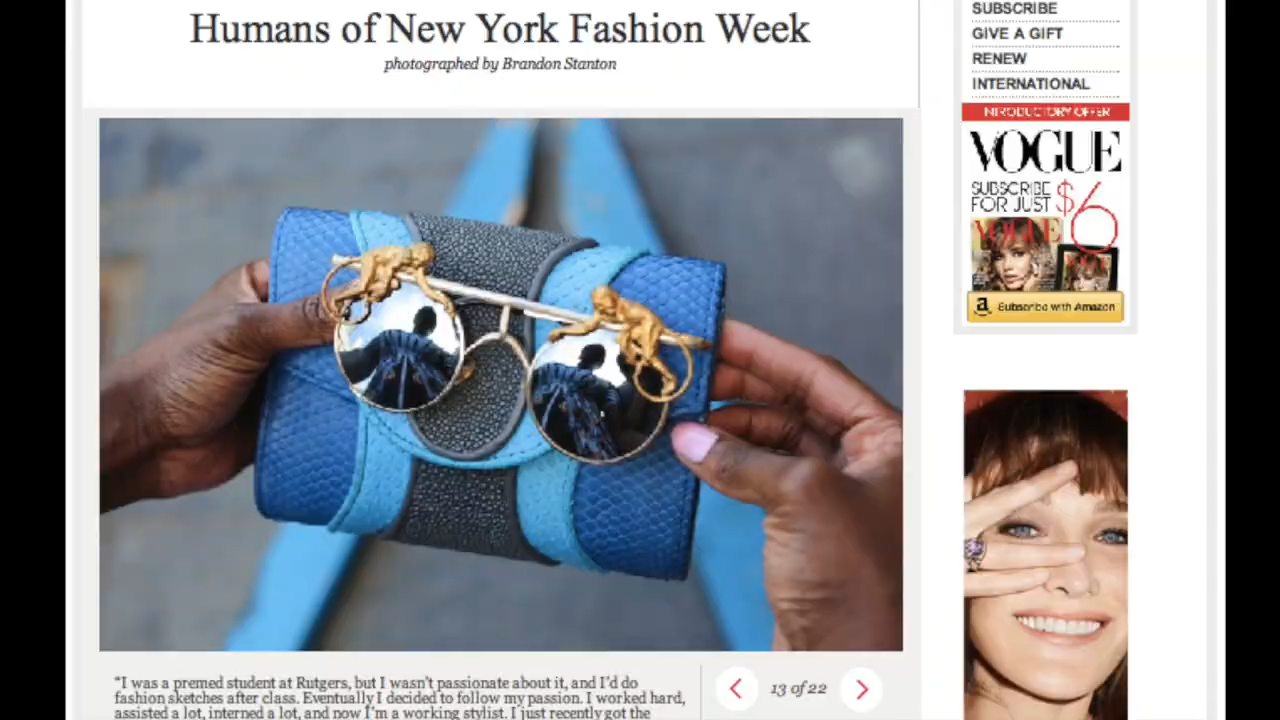 Humans of New York Fashion Week
photographed by Brandon Stanton
SUBSCRIBE
GIVE A GIFT
RENEW
INTERNATIONAL
INTRODUCTORY OFFER
VOGUE
SUBSCRIBE
FOR JUST $6
VOGUE
a Subscribe with Amazon
"I was a premed student at Rutgers, but I wasn't passionate about it, and I'd do
fashion sketches after class. Eventually I decided to follow my passion. I worked hard,
assisted a lot, interned a lot, and now I'm a working stylist. I just recently got the
13 of 22